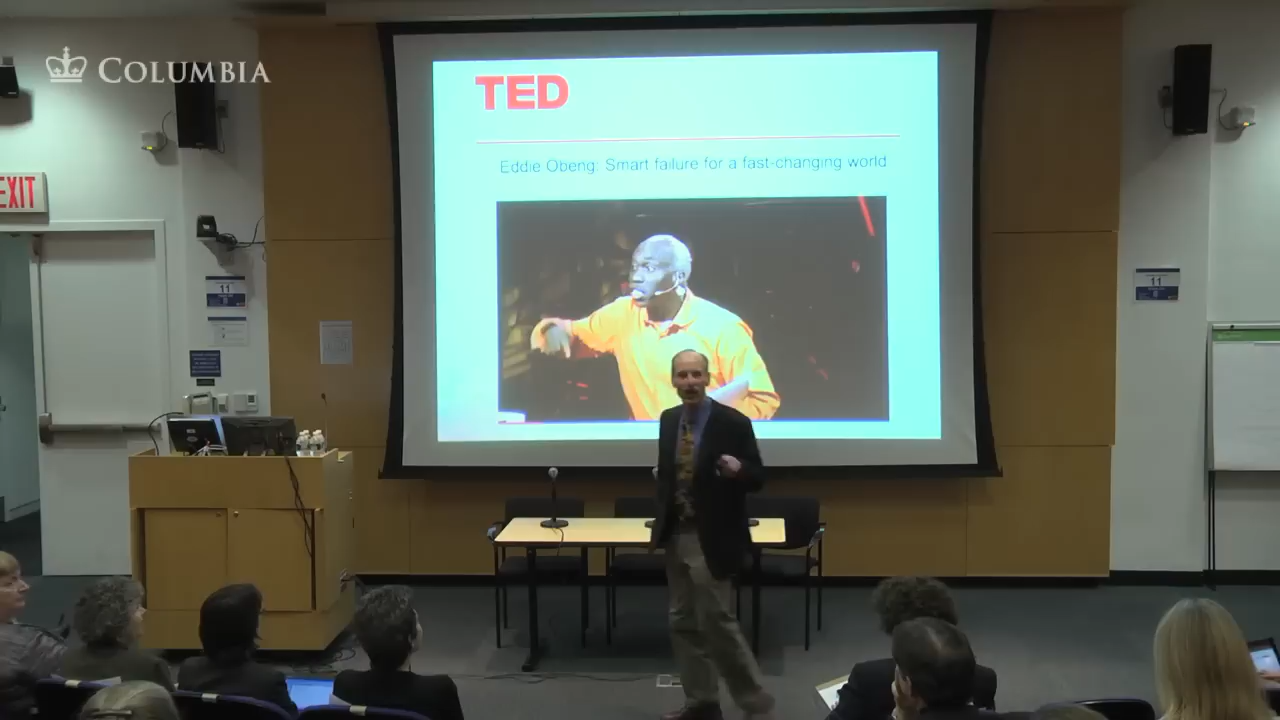 COLUMBIA
TED
Eddie Obeng: Smart failure for a fast-changing world
EXIT
11
11